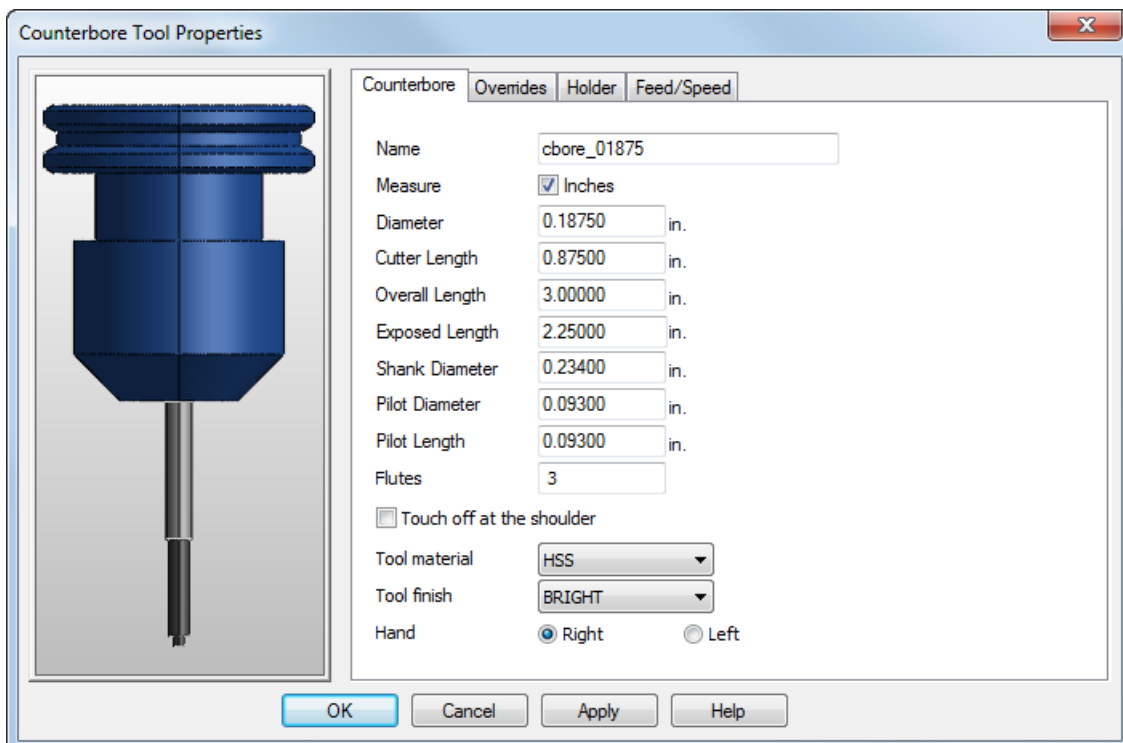 Counterbore Tool Properties
X
Counterbore Overrides Holder Feed/Speed
Name cbore_01875
Measure Inches
Diameter 0.18750 in.
Cutter Length 0.87500 in.
Overall Length 3.00000 in.
Exposed Length 2.25000 in.
Shank Diameter 0.23400 in.
Pilot Diameter 0.09300 in.
Pilot Length 0.09300 in.
Flutes 3
Touch off at the shoulder
Tool material HSS
Tool finish BRIGHT
Hand Right Left
OK Cancel Apply Help